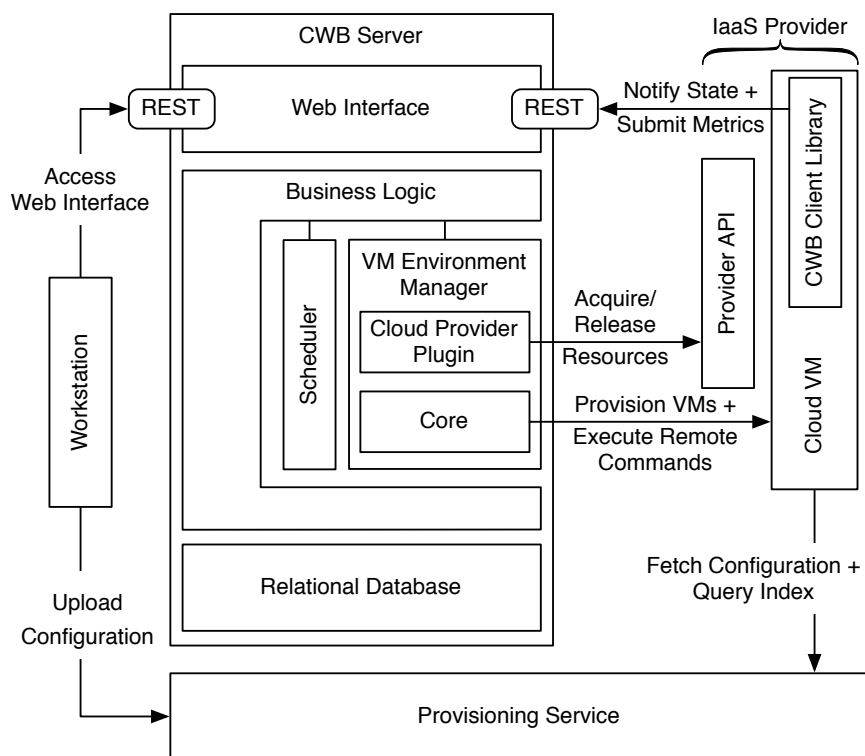 CWB Server
IaaS Provider
REST
Web Interface
REST
Notify State +
Submit Metrics
CWB Client Library
Access
Web Interface
Business Logic
Scheduler
VM Environment
Manager
Cloud Provider
Plugin
Core
Acquire/
Release
Resources
Provider API
Provision VMs +
Execute Remote
Commands
Cloud VM
Workstation
Relational Database
Upload
Configuration
Fetch Configuration +
Query Index
Provisioning Service